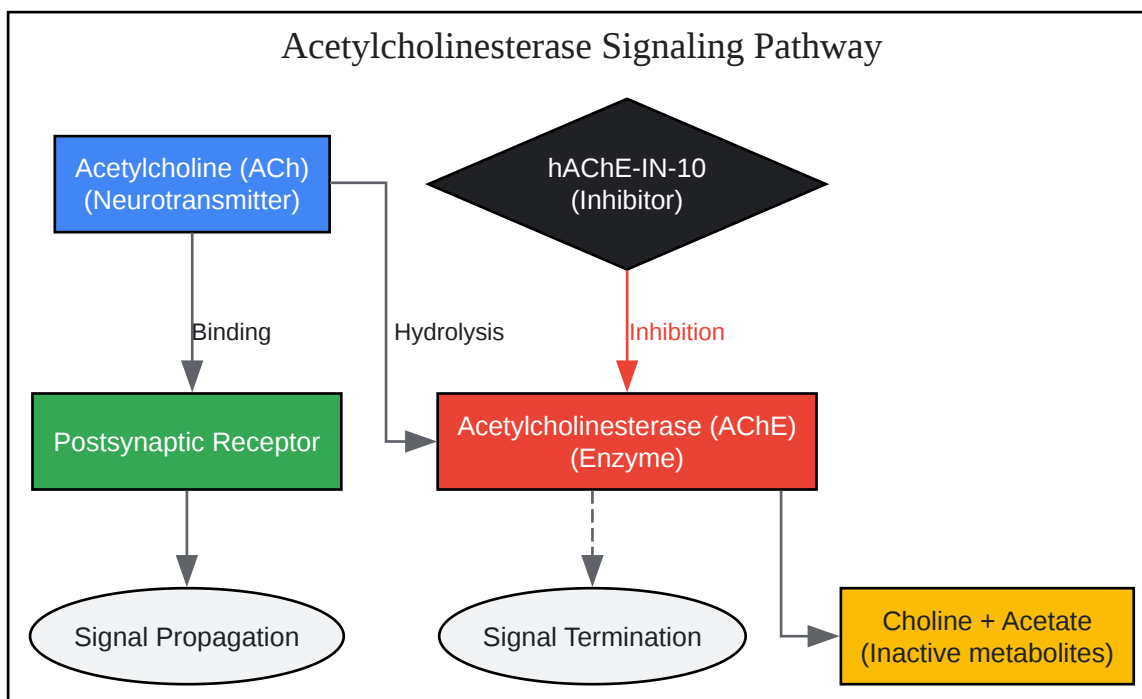 Acetylcholinesterase Signaling Pathway
Acetylcholine (ACh)
(Neurotransmitter)
hAChE-IN-10
(Inhibitor)
Binding
Hydrolysis
Inhibition
Postsynaptic Receptor
Acetylcholinesterase (AChE)
(Enzyme)
Signal Propagation
Signal Termination
Choline + Acetate
(Inactive metabolites)